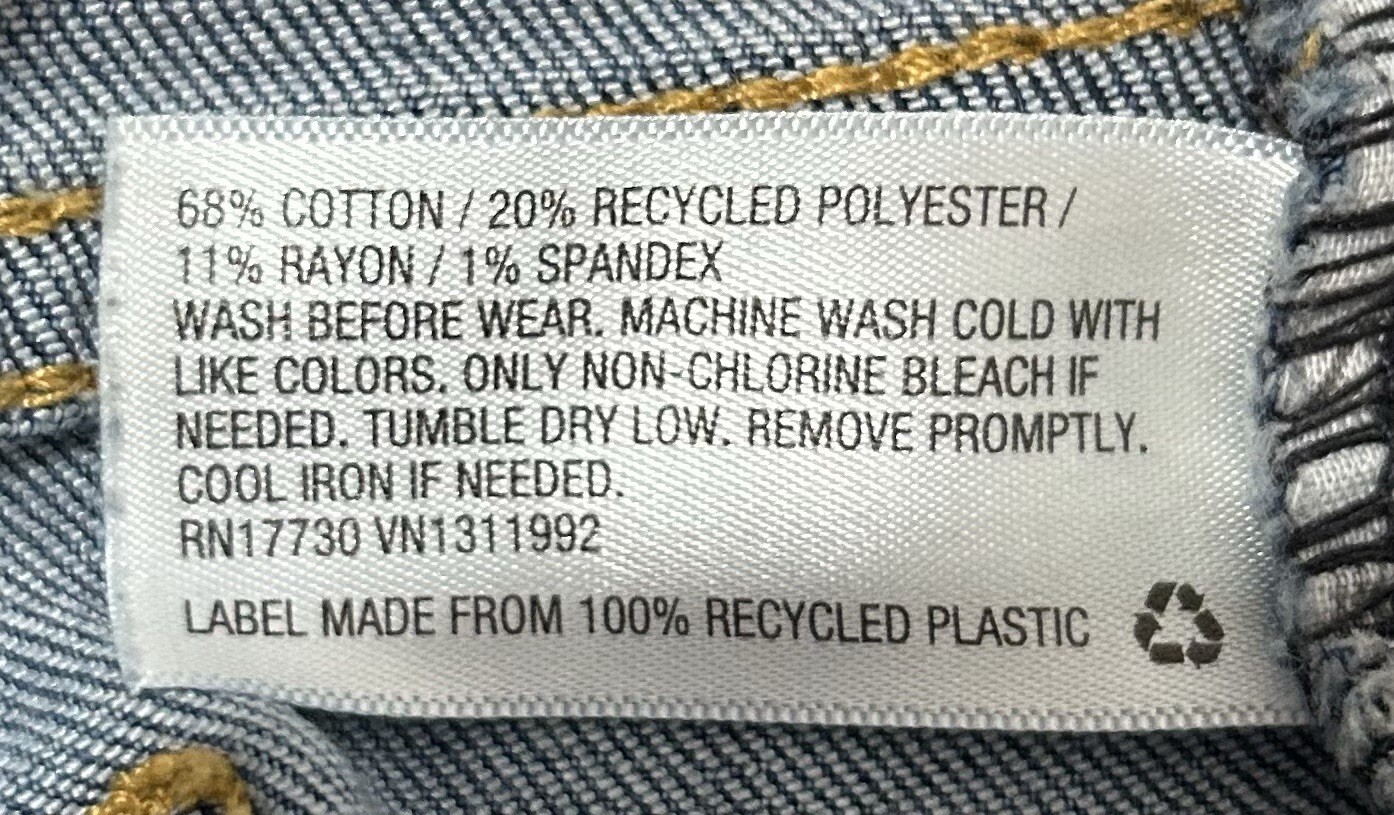 68% COTTON / 20% RECYCLED POLYESTER /
11% RAYON / 1% SPANDEX
WASH BEFORE WEAR. MACHINE WASH COLD WITH
LIKE COLORS. ONLY NON-CHLORINE BLEACH IF
NEEDED. TUMBLE DRY LOW. REMOVE PROMPTLY.
COOL IRON IF NEEDED.
RN17730 VN1311992
LABEL MADE FROM 100% RECYCLED PLASTIC